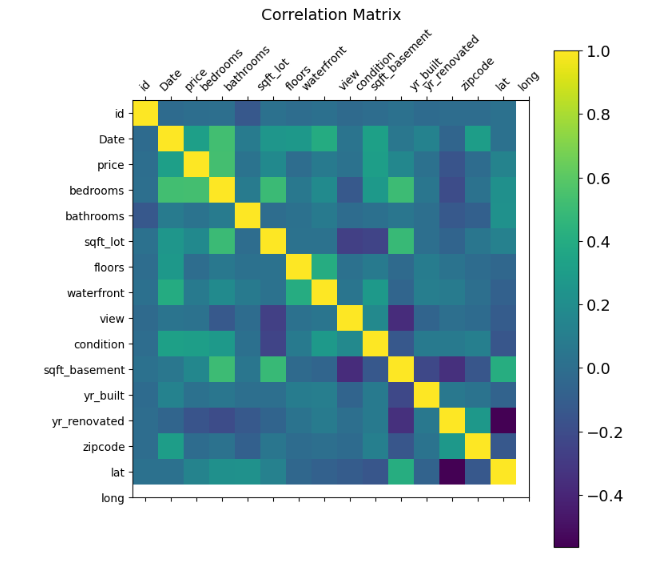 Correlation Matrix
id
Date
price
bedrooms
bathrooms
sqft_lot
floors
waterfront
view
condition
sqft_basement
yr_built
yr_renovated
zipcode
lat
long
id
Date
price
bedrooms
bathrooms
sqft_lot
floors
waterfront
view
condition
sqft_basement
yr_built
yr_renovated
zipcode
lat
long
1.0
0.8
0.6
0.4
0.2
0.0
−0.2
−0.4